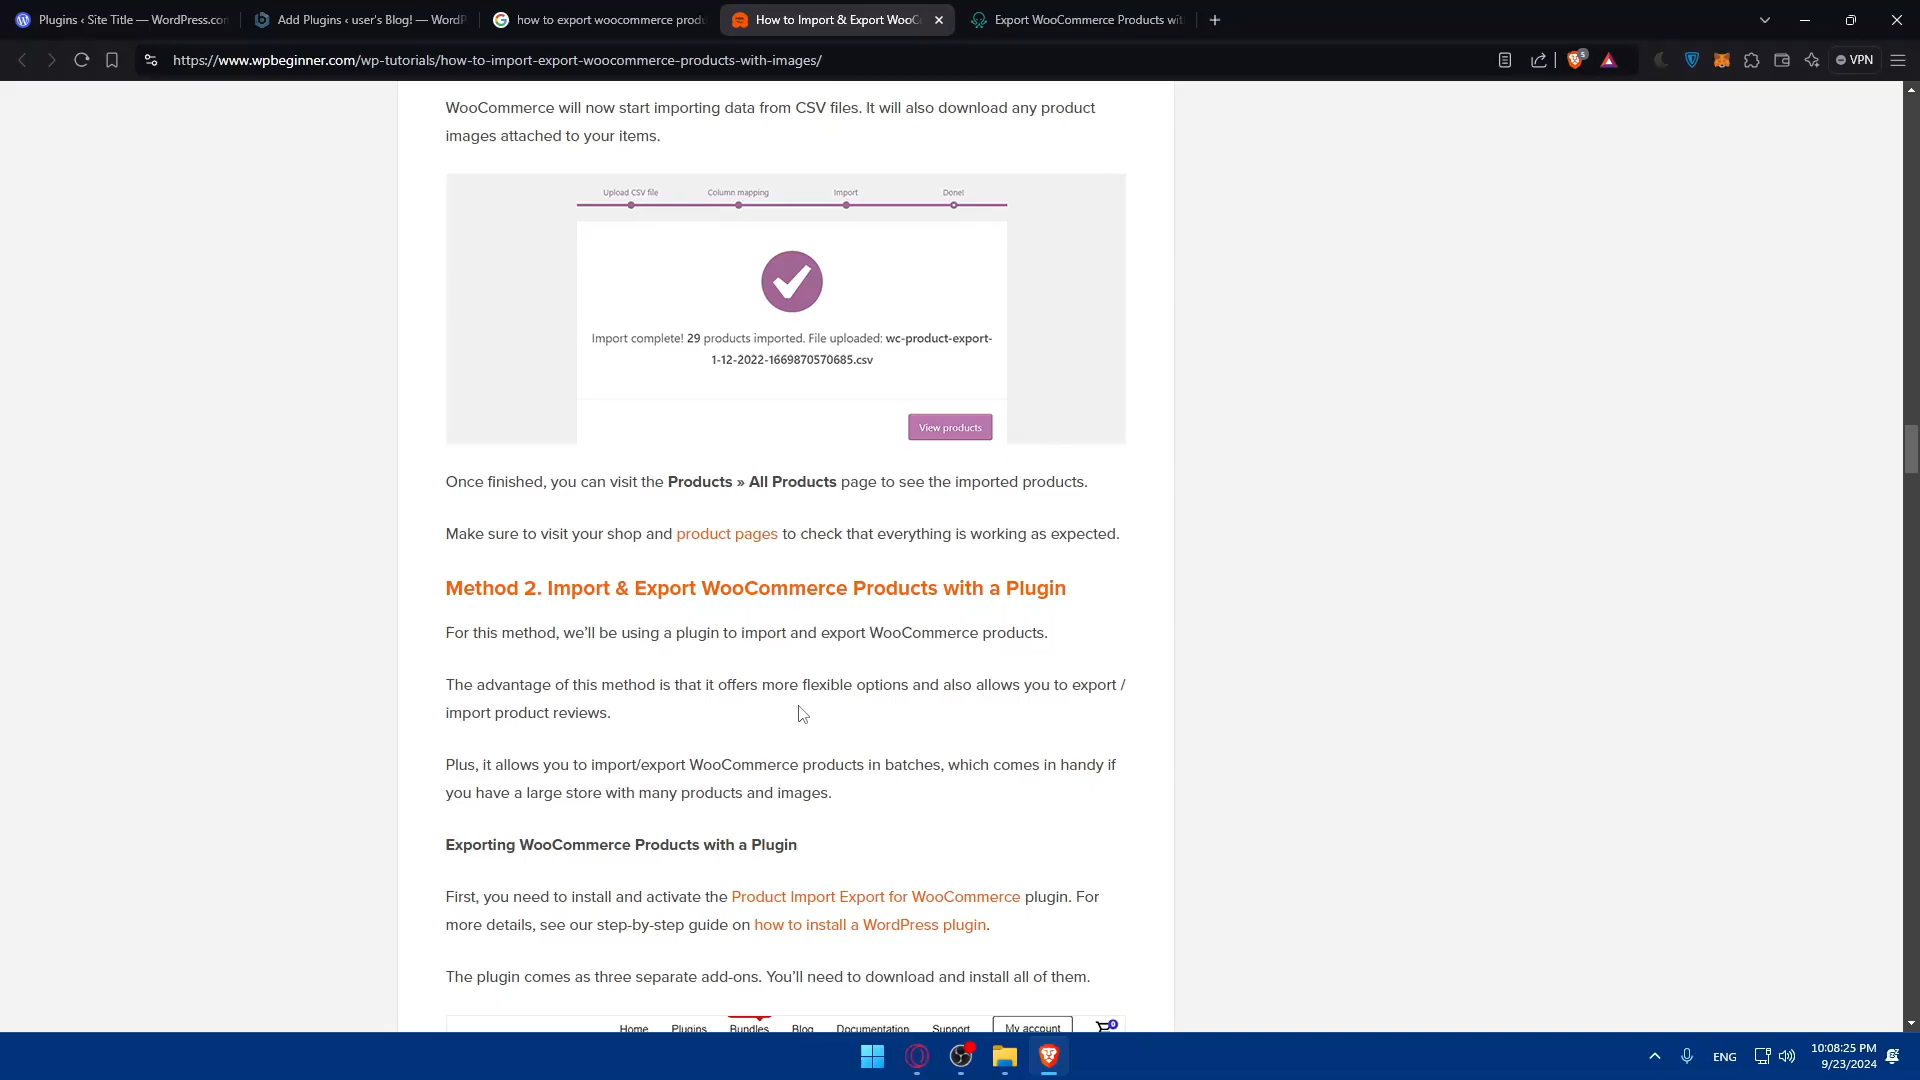 Plugins ‹ Site Title — WordPress.con
Add Plugins ‹ user's Blog! — WordP
how to export woocommerce prod
How to Import & Export WooC
Export WooCommerce Products wit
https://www.wpbeginner.com/wp-tutorials/how-to-import-export-woocommerce-products-with-images/
5
VPN
WooCommerce will now start importing data from CSV files. It will also download any product
images attached to your items.
Upload CSV file
Column mapping
Import
Done!
Import complete! 29 products imported. File uploaded: wc-product-export-
1-12-2022-1669870570685.csv
View products
Once finished, you can visit the Products » All Products page to see the imported products.
Make sure to visit your shop and product pages to check that everything is working as expected.
Method 2. Import & Export WooCommerce Products with a Plugin
For this method, we'll be using a plugin to import and export WooCommerce products.
The advantage of this method is that it offers more flexible options and also allows you to export /
import product reviews.
Plus, it allows you to import/export WooCommerce products in batches, which comes in handy if
you have a large store with many products and images.
Exporting WooCommerce Products with a Plugin
First, you need to install and activate the Product Import Export for WooCommerce plugin. For
more details, see our step-by-step guide on how to install a WordPress plugin.
The plugin comes as three separate add-ons. You'll need to download and install all of them.
Home
Plugins
Bundles
Blog
Documentation
Support
My account
0
ENG
10:08:25 PM
9/23/2024